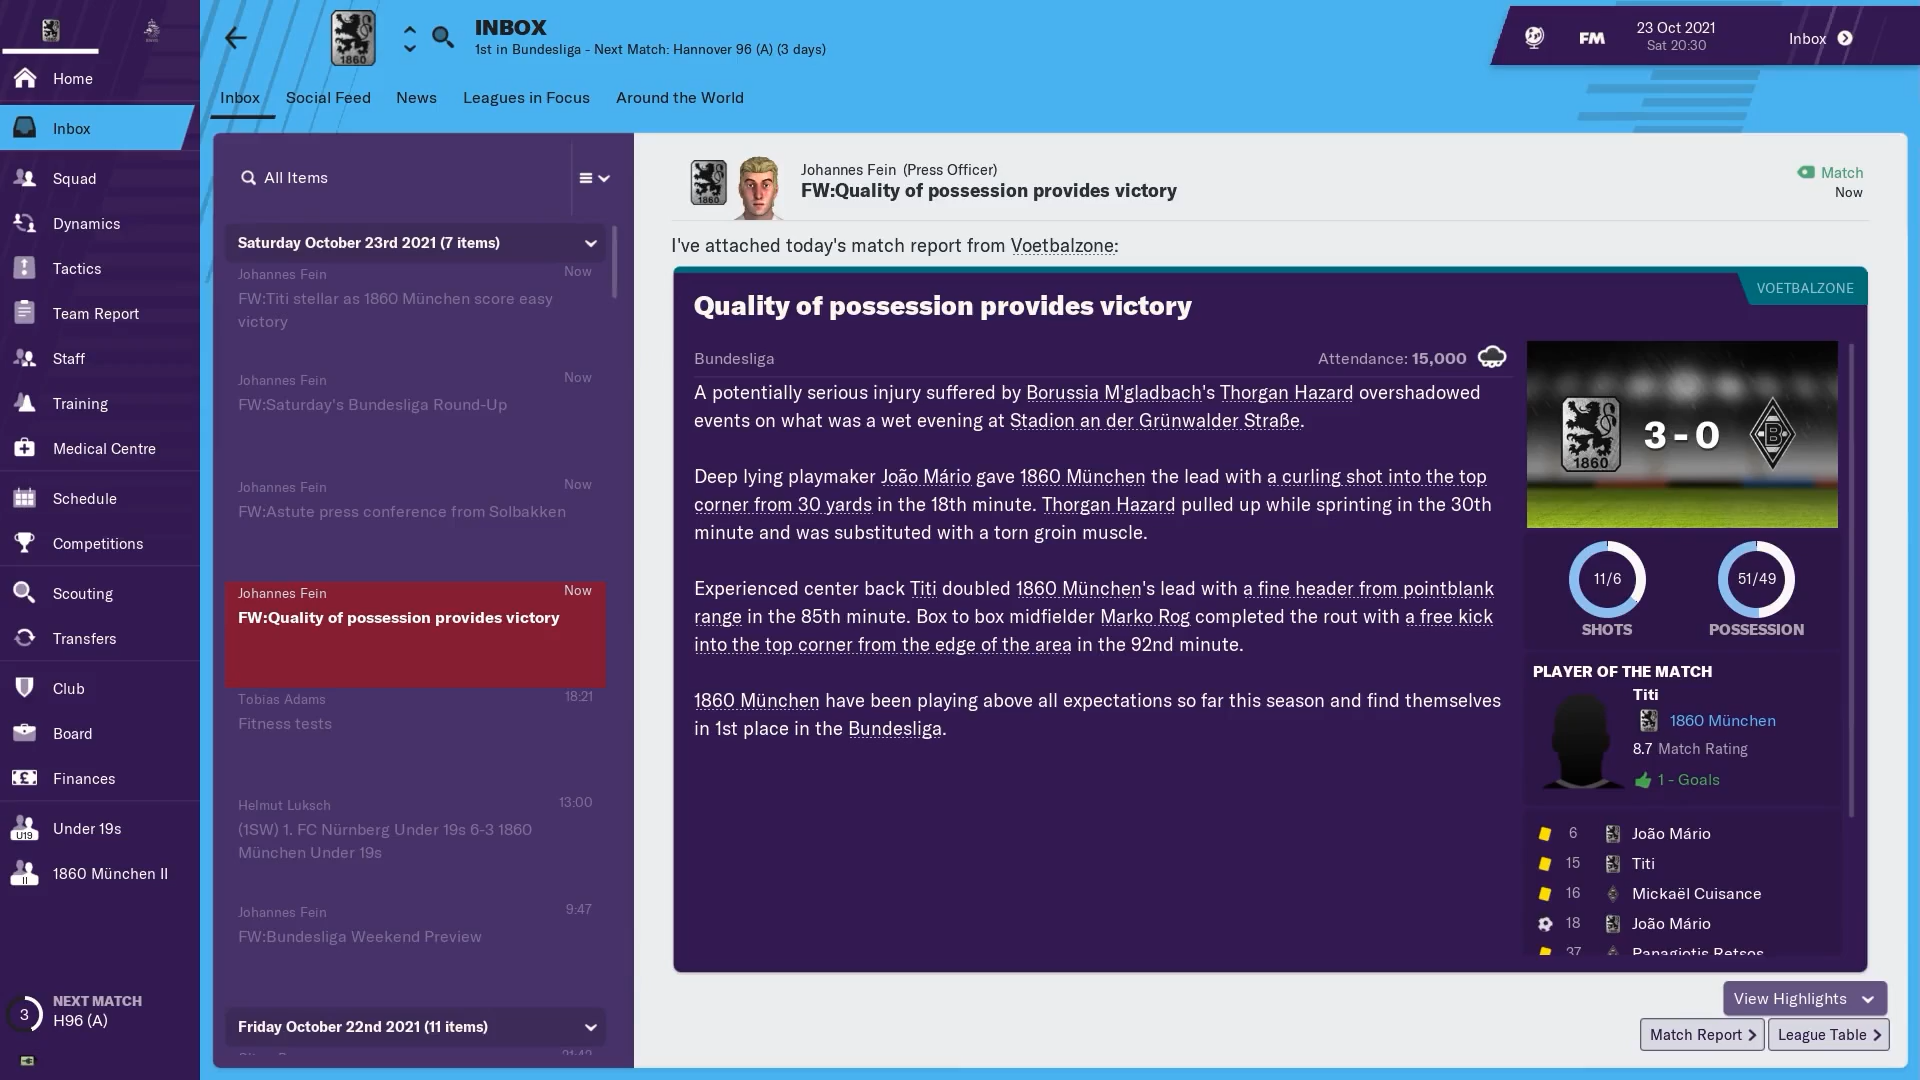 INBOX
1st in Bundesliga - Next Match: Hannover 96 (A) (3 days)
FM
23 Oct 2021
Sat 20:30
Inbox
1860
Inbox
Social Feed
News
Leagues in Focus
Around the World
Home
Inbox
Squad
Dynamics
Tactics
Team Report
Staff
Training
Medical Centre
Schedule
Competitions
Scouting
Transfers
Club
Board
Finances
U19
Under 19s
II
1860 München II
3
NEXT MATCH
H96 (A)
All Items
Saturday October 23rd 2021 (7 items)
Johannes Fein
Now
FW:Titi stellar as 1860 München score easy
victory
Johannes Fein
Now
FW:Saturday's Bundesliga Round-Up
Johannes Fein
Now
FW:Astute press conference from Solbakken
Johannes Fein
Now
FW:Quality of possession provides victory
Tobias Adams
18:21
Fitness tests
Helmut Luksch
13:00
(1SW) 1. FC Nürnberg Under 19s 6-3 1860
München Under 19s
Johannes Fein
9:47
FW:Bundesliga Weekend Preview
Friday October 22nd 2021 (11 items)
1860
Johannes Fein (Press Officer)
FW:Quality of possession provides victory
Match
Now
I've attached today's match report from Voetbalzone:
VOETBALZONE
Quality of possession provides victory
Bundesliga
Attendance: 15,000
A potentially serious injury suffered by Borussia M'gladbach's Thorgan Hazard overshadowed
events on what was a wet evening at Stadion an der Grünwalder Straße.
Deep lying playmaker João Mário gave 1860 München the lead with a curling shot into the top
corner from 30 yards in the 18th minute. Thorgan Hazard pulled up while sprinting in the 30th
minute and was substituted with a torn groin muscle.
Experienced center back Titi doubled 1860 München's lead with a fine header from pointblank
range in the 85th minute. Box to box midfielder Marko Rog completed the rout with a free kick
into the top corner from the edge of the area in the 92nd minute.
1860 München have been playing above all expectations so far this season and find themselves
in 1st place in the Bundesliga.
1860
3 - 0
B
11/6
SHOTS
51/49
POSSESSION
PLAYER OF THE MATCH
Titi
1860 München
8.7 Match Rating
1 - Goals
6 João Mário
15 Titi
16 Mickaël Cuisance
18 João Mário
37 Panagiotis Retsos
View Highlights
Match Report
League Table